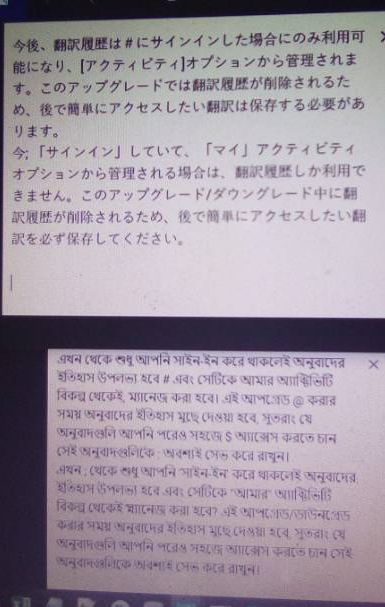 今後、翻訳履歴は # にサインインした場合にのみ利用可
能になり、[アクティビティ]オプションから管理されま
す。このアップグレードでは翻訳履歴が削除されるた
め、後で簡単にアクセスしたい翻訳は保存する必要があ
ります。
今;「サインイン」していて、「マイ」アクティビティ
オプションから管理される場合は、翻訳履歴しか利用で
きません。このアップグレード/ダウングレード中に翻
訳履歴が削除されるため、後で簡単にアクセスしたい翻
訳を必ず保存してください。
এখন থেকে শুধু আপনি সাইন-ইন করে থাকলেই অনুবাদের
ইতিহাস উপলভ্য হবে # এবং সেটিকে আমার অ্যাক্টিভিটি
বিকল্প থেকেই, ম্যানেজ করা হবে। এই আপগ্রেড @ করার
সময় অনুবাদের ইতিহাস মুছে দেওয়া হবে, সুতরাং যে
অনুবাদগুলি আপনি পরেও সহজে $ অ্যাক্সেস করতে চান
সেই অনুবাদগুলিকে ; অবশ্যই সেভ করে রাখুন।
এখন ; থেকে শুধু আপনি 'সাইন-ইন' করে থাকলেই অনুবাদের
ইতিহাস উপলভ্য হবে এবং সেটিকে 'আমার' অ্যাক্টিভিটি
বিকল্প থেকেই ম্যানেজ করা হবে? এই আপগ্রেড/ডাউনগ্রেড
করার সময় অনুবাদের ইতিহাস মুছে দেওয়া হবে, সুতরাং যে
অনুবাদগুলি আপনি পরেও সহজে অ্যাক্সেস করতে চান সেই
অনুবাদগুলিকে অবশ্যই সেভ করে রাখুন।